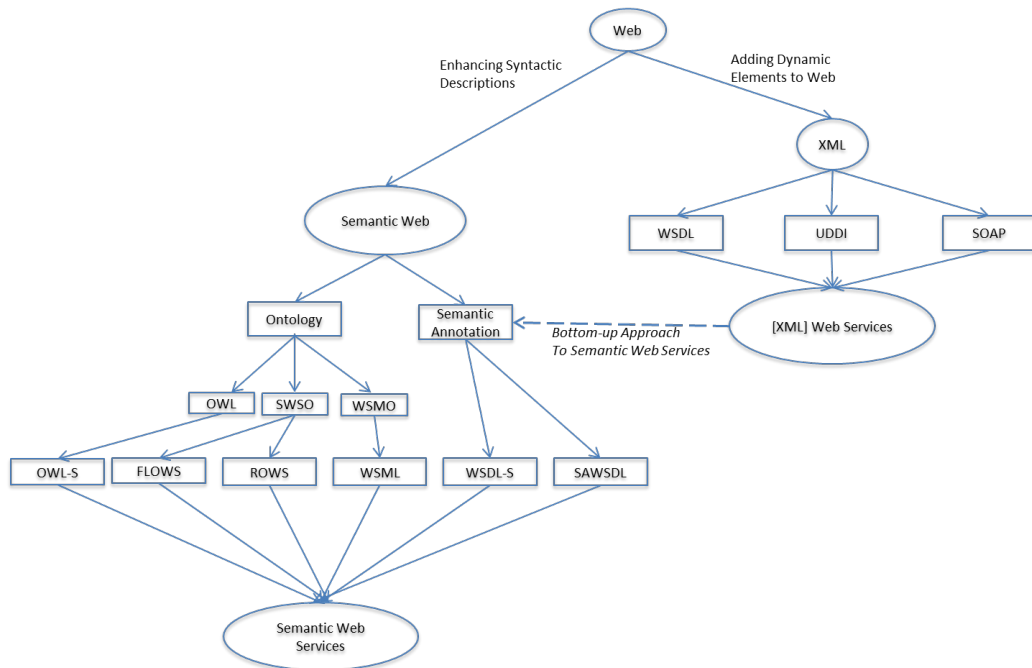 Web
Enhancing Syntactic
Descriptions
Adding Dynamic
Elements to Web
XML
Semantic Web
WSDL
UDDI
SOAP
Ontology
Semantic
Annotation
[XML] Web Services
Bottom-up Approach
To Semantic Web Services
OWL
SWSO
WSMO
OWL-S
FLOWS
ROWS
WSML
WSDL-S
SAWSDL
Semantic Web
Services